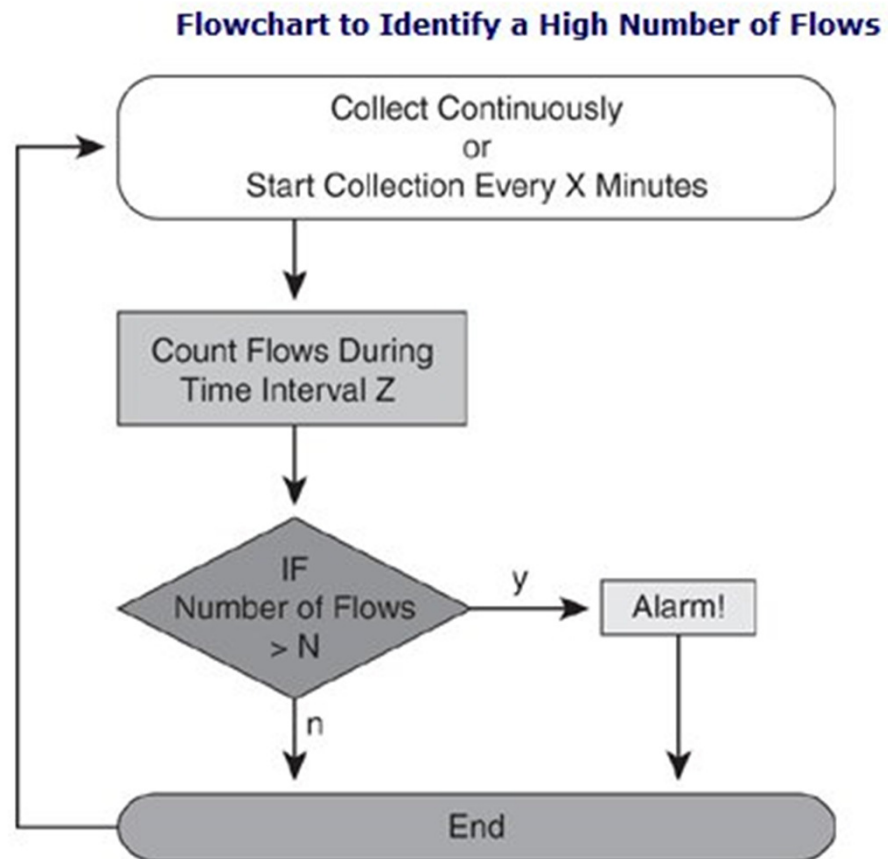 Flowchart to Identify a High Number of Flows
Collect Continuously
or
Start Collection Every X Minutes
Count Flows During
Time Interval Z
IF
Number of Flows
> N
y
Alarm!
n
End